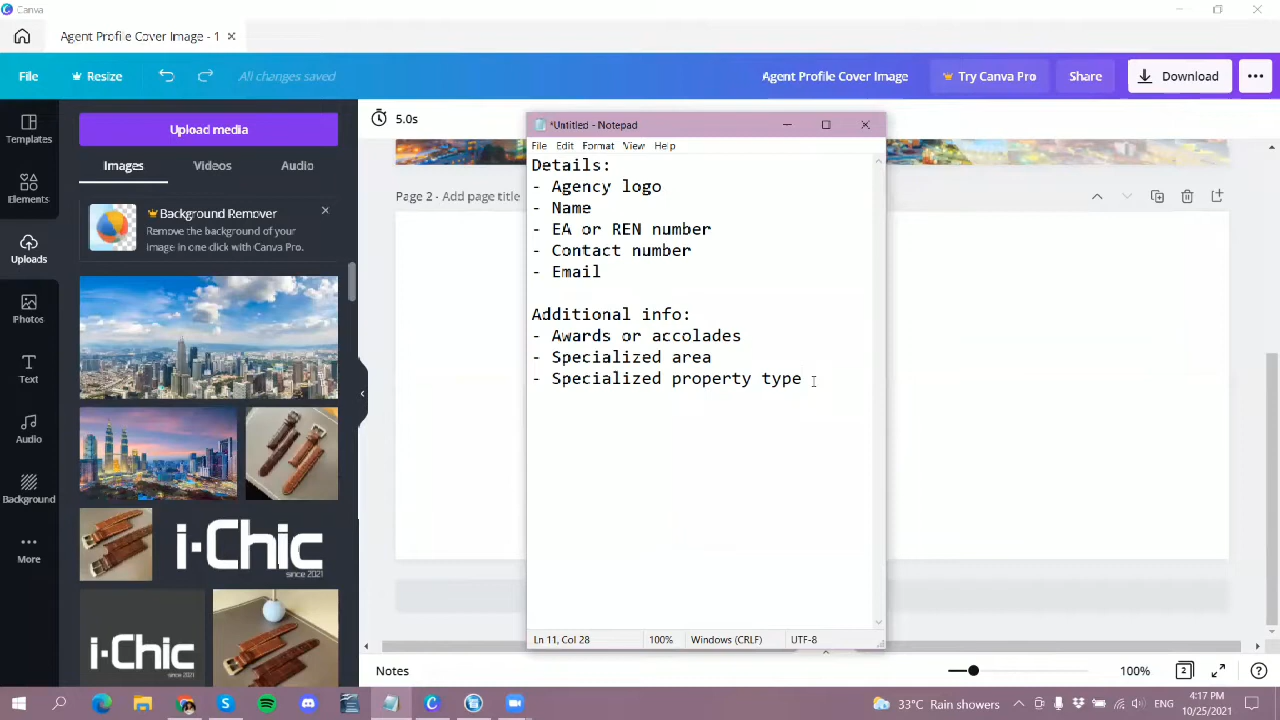 Canva
Agent Profile Cover Image - 1
File
Resize
All changes saved
Agent Profile Cover Image
Try Canva Pro
Share
Download
Templates
Elements
Uploads
Photos
Text
Audio
Background
More
Upload media
Images
Videos
Audio
Background Remover
Remove the background of your
image in one click with Canva Pro.
i-Chic
since 2021
i-Chic
since 2021
5.0s
Page 2 - Add page title
*Untitled - Notepad
File Edit Format View Help
Details:
- Agency logo
- Name
- EA or REN number
- Contact number
- Email
Additional info:
- Awards or accolades
- Specialized area
- Specialized property type
Ln 11, Col 28
100%
Windows (CRLF)
UTF-8
Notes
100%
2
33°C Rain showers
ENG
4:17 PM
10/25/2021